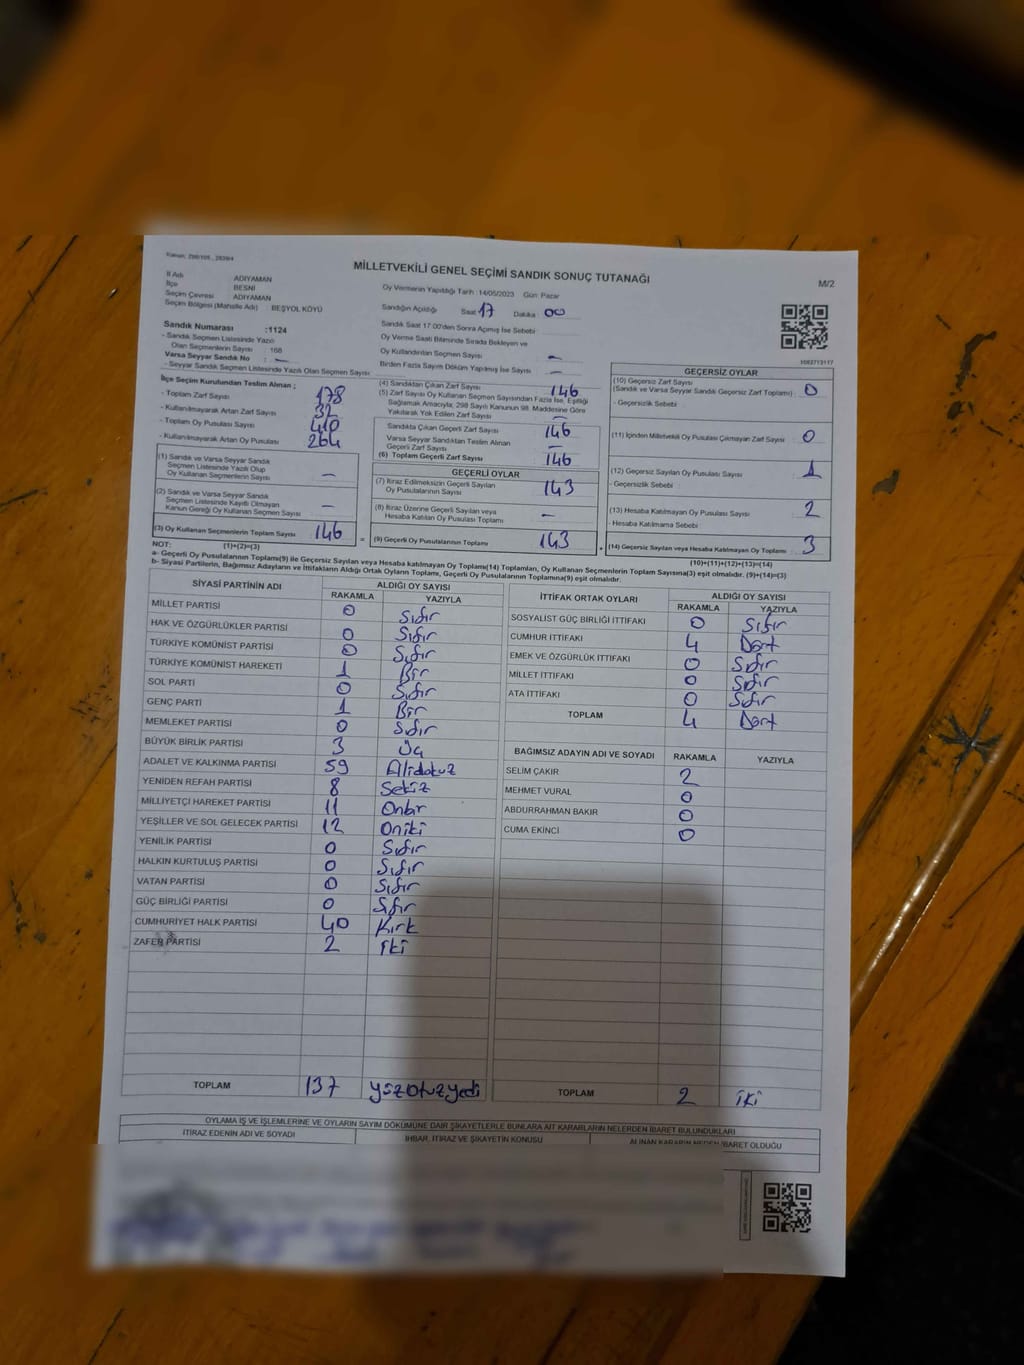 MİLLETVEKİLİ GENEL SEÇİMİ SANDIK SONUÇ TUTANAĞI
M/2
İl Adı : ADIYAMAN
İlçe : BESNİ
Seçim Çevresi : ADIYAMAN
Seçim Bölgesi (Mahalle Adı) : BEŞYOL KÖYÜ
Oy Vermenin Yapıldığı Tarih : 14/05/2023 Gün: Pazar
Sandığın Açıldığı Saat 17 Dakika 00
Sandık Saat 17:00'den Sonra Açılmış İse Sebebi
Oy Verme Saati Bitiminde Sırada Bekleyen ve
Oy Kullandırılan Seçmen Sayısı –
Birden Fazla Sayım Döküm Yapılmış İse Sayısı –
Sandık Numarası :1124
- Sandık Seçmen Listesinde Yazılı
Olan Seçmenlerin Sayısı : 168
Varsa Seyyar Sandık No : –
- Seyyar Sandık Seçmen Listesinde Yazılı Olan Seçmen Sayısı
1092713117
İlçe Seçim Kurulundan Teslim Alınan ;
- Toplam Zarf Sayısı : 178
- Kullanılmayarak Artan Zarf Sayısı : 32
- Toplam Oy Pusulası Sayısı : 410
- Kullanılmayarak Artan Oy Pusulası : 264
(1) Sandık ve Varsa Seyyar Sandık
Seçmen Listesinde Yazılı Olup
Oy Kullanan Seçmenlerin Sayısı –
(2) Sandık ve Varsa Seyyar Sandık
Seçmen Listesinde Kayıtlı Olmayan
Kanun Gereği Oy Kullanan Seçmen Sayısı –
(3) Oy Kullanan Seçmenlerin Toplam Sayısı : 146
(1)+(2)=(3)
(4) Sandıktan Çıkan Zarf Sayısı 146
(5) Zarf Sayısı Oy Kullanan Seçmen Sayısından Fazla İse, Eşitliği
Sağlamak Amacıyla; 298 Sayılı Kanunun 98. Maddesine Göre
Yakılarak Yok Edilen Zarf Sayısı –
Sandıkta Çıkan Geçerli Zarf Sayısı 146
Varsa Seyyar Sandıktan Teslim Alınan
Geçerli Zarf Sayısı –
(6) Toplam Geçerli Zarf Sayısı 146
GEÇERLİ OYLAR
(7) İtiraz Edilmeksizin Geçerli Sayılan
Oy Pusulalarının Sayısı 143
(8) İtiraz Üzerine Geçerli Sayılan veya
Hesaba Katılan Oy Pusulası Toplamı –
= (9) Geçerli Oy Pusulalarının Toplamı 143 +
GEÇERSİZ OYLAR
(10) Geçersiz Zarf Sayısı
(Sandık ve Varsa Seyyar Sandık Geçersiz Zarf Toplamı) : 0
- Geçersizlik Sebebi
(11) İçinden Milletvekili Oy Pusulası Çıkmayan Zarf Sayısı : 0
(12) Geçersiz Sayılan Oy Pusulası Sayısı : 1
- Geçersizlik Sebebi :
(13) Hesaba Katılmayan Oy Pusulası Sayısı : 2
- Hesaba Katılmama Sebebi :
(14) Geçersiz Sayılan veya Hesaba Katılmayan Oy Toplamı : 3
(10)+(11)+(12)+(13)=(14)
NOT:
a- Geçerli Oy Pusulalarının Toplamı(9) ile Geçersiz Sayılan veya Hesaba Katılmayan Oy Toplamı(14) Toplamları, Oy Kullanan Seçmenlerin Toplam Sayısına(3) eşit olmalıdır. (9)+(14)=(3)
b- Siyasi Partilerin, Bağımsız Adayların ve İttifakların Aldığı Ortak Oyların Toplamı, Geçerli Oy Pusulalarının Toplamına(9) eşit olmalıdır.
SİYASİ PARTİNİN ADI ALDIĞI OY SAYISI
RAKAMLA YAZIYLA
MİLLET PARTİSİ 0 Sıfır
HAK VE ÖZGÜRLÜKLER PARTİSİ 0 Sıfır
TÜRKİYE KOMÜNİST PARTİSİ 0 Sıfır
TÜRKİYE KOMÜNİST HAREKETİ 1 Bir
SOL PARTİ 0 Sıfır
GENÇ PARTİ 1 Bir
MEMLEKET PARTİSİ 0 Sıfır
BÜYÜK BİRLİK PARTİSİ 3 Üç
ADALET VE KALKINMA PARTİSİ 59
YENİDEN REFAH PARTİSİ 8 Sekiz
MİLLİYETÇİ HAREKET PARTİSİ 11 Onbir
YEŞİLLER VE SOL GELECEK PARTİSİ 12 Oniki
YENİLİK PARTİSİ 0 Sıfır
HALKIN KURTULUŞ PARTİSİ 0 Sıfır
VATAN PARTİSİ 0 Sıfır
GÜÇ BİRLİĞİ PARTİSİ 0 Sıfır
CUMHURİYET HALK PARTİSİ 40 Kırk
ZAFER PARTİSİ 2 iki
TOPLAM 137 yüzotuzyedi
İTTİFAK ORTAK OYLARI ALDIĞI OY SAYISI
RAKAMLA YAZIYLA
SOSYALİST GÜÇ BİRLİĞİ İTTİFAKI 0 Sıfır
CUMHUR İTTİFAKI 4 Dört
EMEK VE ÖZGÜRLÜK İTTİFAKI 0 Sıfır
MİLLET İTTİFAKI 0 Sıfır
ATA İTTİFAKI 0 Sıfır
TOPLAM 4 Dört
BAĞIMSIZ ADAYIN ADI VE SOYADI RAKAMLA YAZIYLA
SELİM ÇAKIR 2
MEHMET VURAL 0
ABDURRAHMAN BAKIR 0
CUMA EKİNCİ 0
TOPLAM 2 iki
OYLAMA İŞ VE İŞLEMLERİNE VE OYLARIN SAYIM DÖKÜMÜNE DAİR ŞİKAYETLERLE BUNLARA AİT KARARLARIN NELERDEN İBARET BULUNDUKLARI
İTİRAZ EDENİN ADI VE SOYADI İHBAR, İTİRAZ VE ŞİKAYETİN KONUSU ALINAN KARARIN NEDEN İBARET OLDUĞU